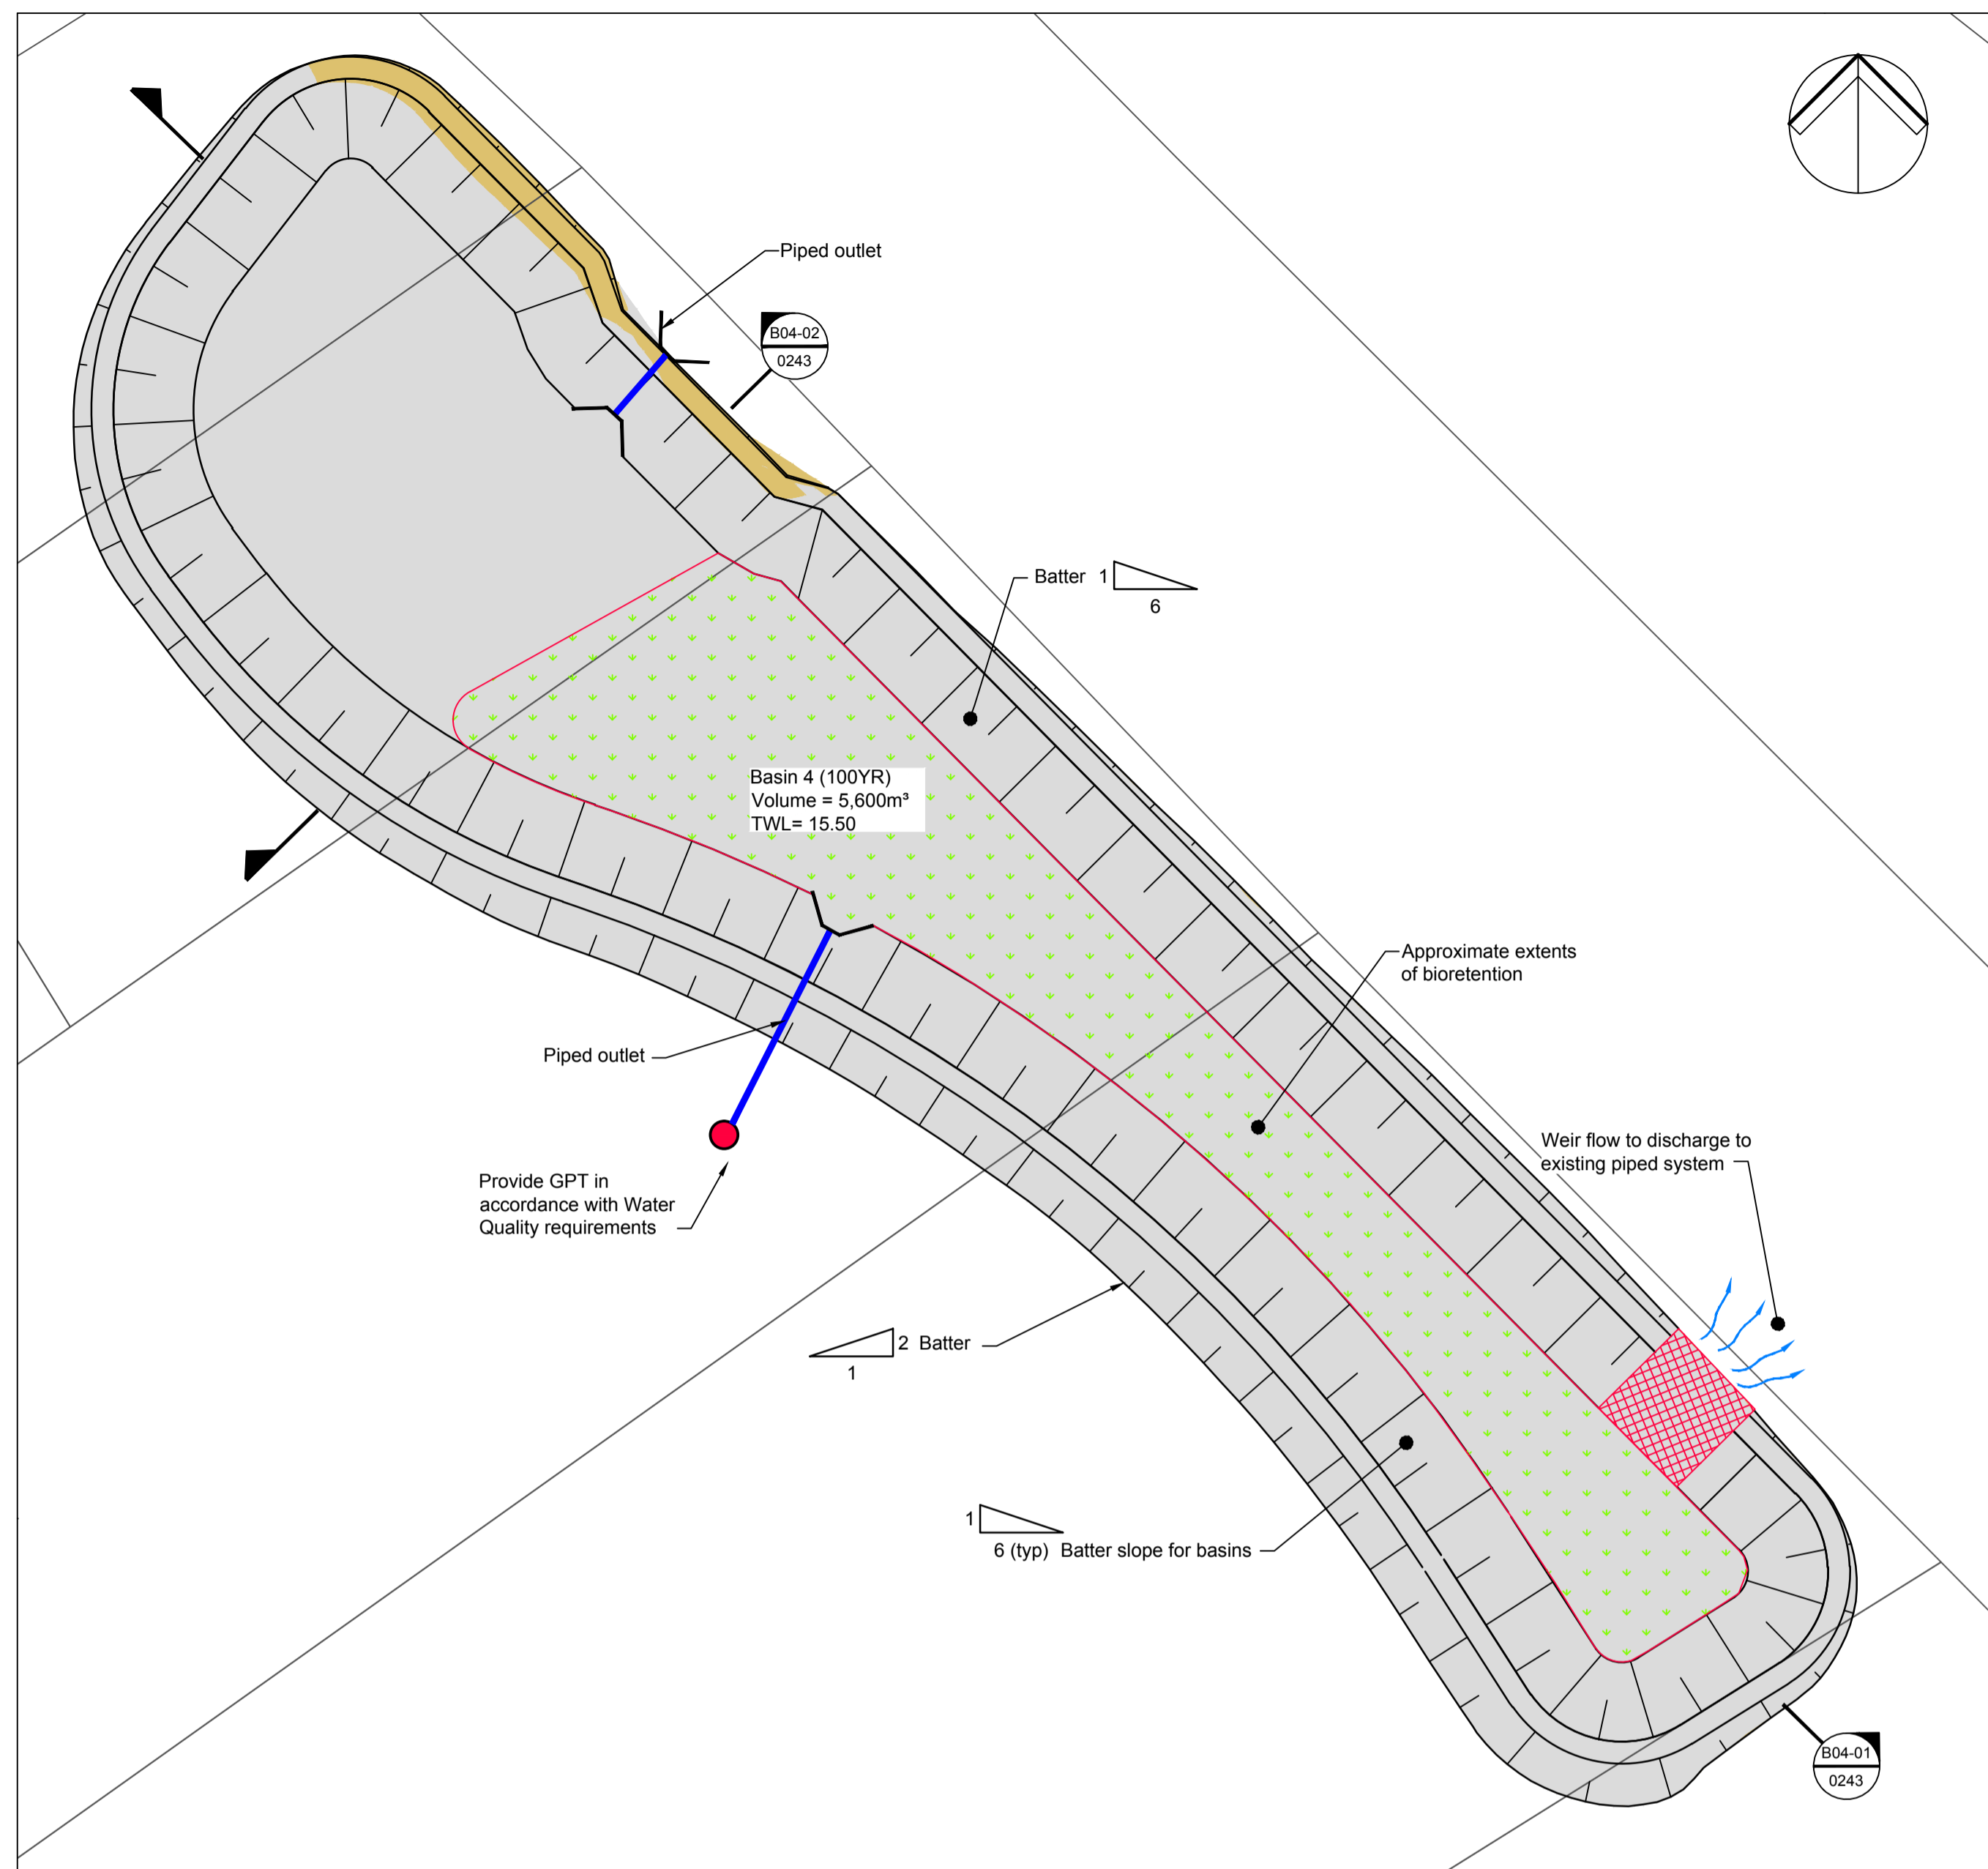 Piped outlet
B04-02
0243
Batter 1
6
Basin 4 (100YR)
Volume = 5,600m³
TWL= 15.50
Approximate extents
of bioretention
Piped outlet
Weir flow to discharge to
existing piped system
Provide GPT in
accordance with Water
Quality requirements
2 Batter
1
1
6 (typ) Batter slope for basins
B04-01
0243